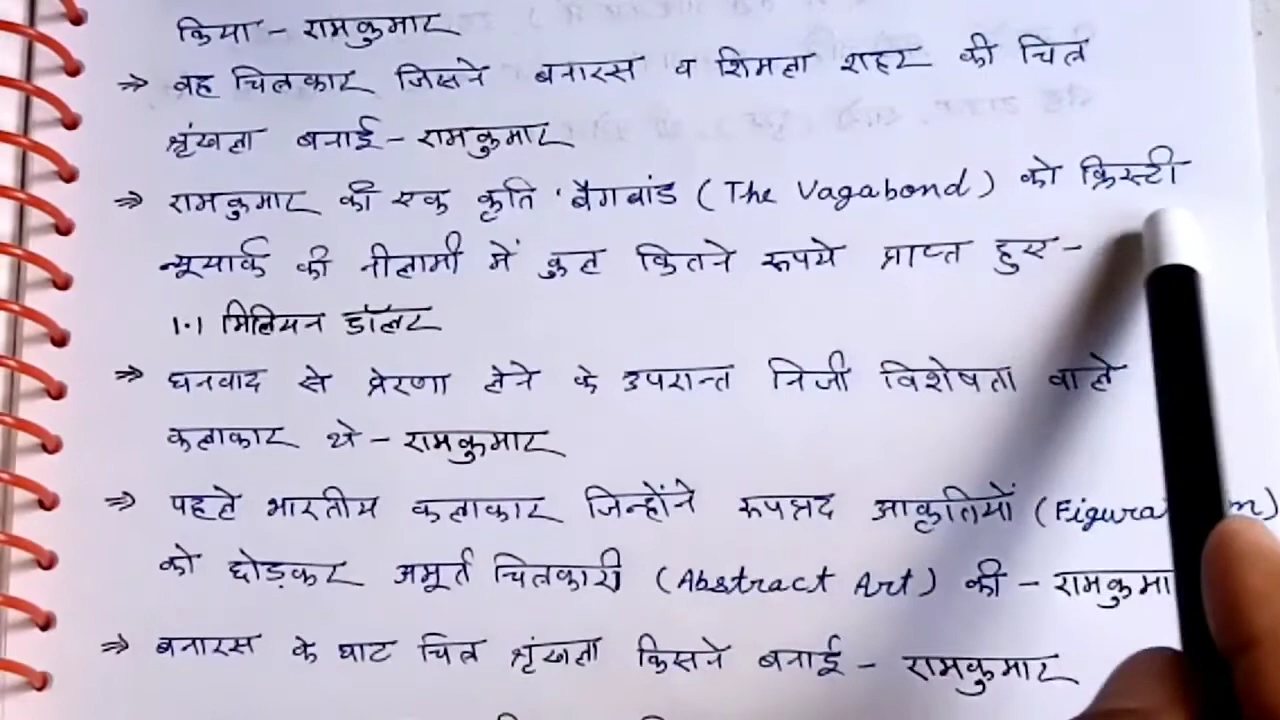 किया - रामकुमार
⇒ वह चित्रकार जिसने बनारस व शिमला शहर की चित्र
श्रृंखला बनाई - रामकुमार
⇒ रामकुमार की एक कृति 'बैगबांड (The Vagabond) को क्रिस्टी
न्यूयार्क की नीलामी में कुल कितने रूपये प्राप्त हुए -
1.1 मिलियन डॉलर
⇒ घनवाद से प्रेरणा लेने के उपरान्त निजी विशेषता वाले
कलाकार थे - रामकुमार
⇒ पहले भारतीय कलाकार जिन्होंने रूपप्रद आकृतियों
को छोड़कर अमूर्त चित्रकारी (Abstract Art) की - रामकुमा
⇒ बनारस के घाट चित्र श्रृंखला किसने बनाई - रामकुमार